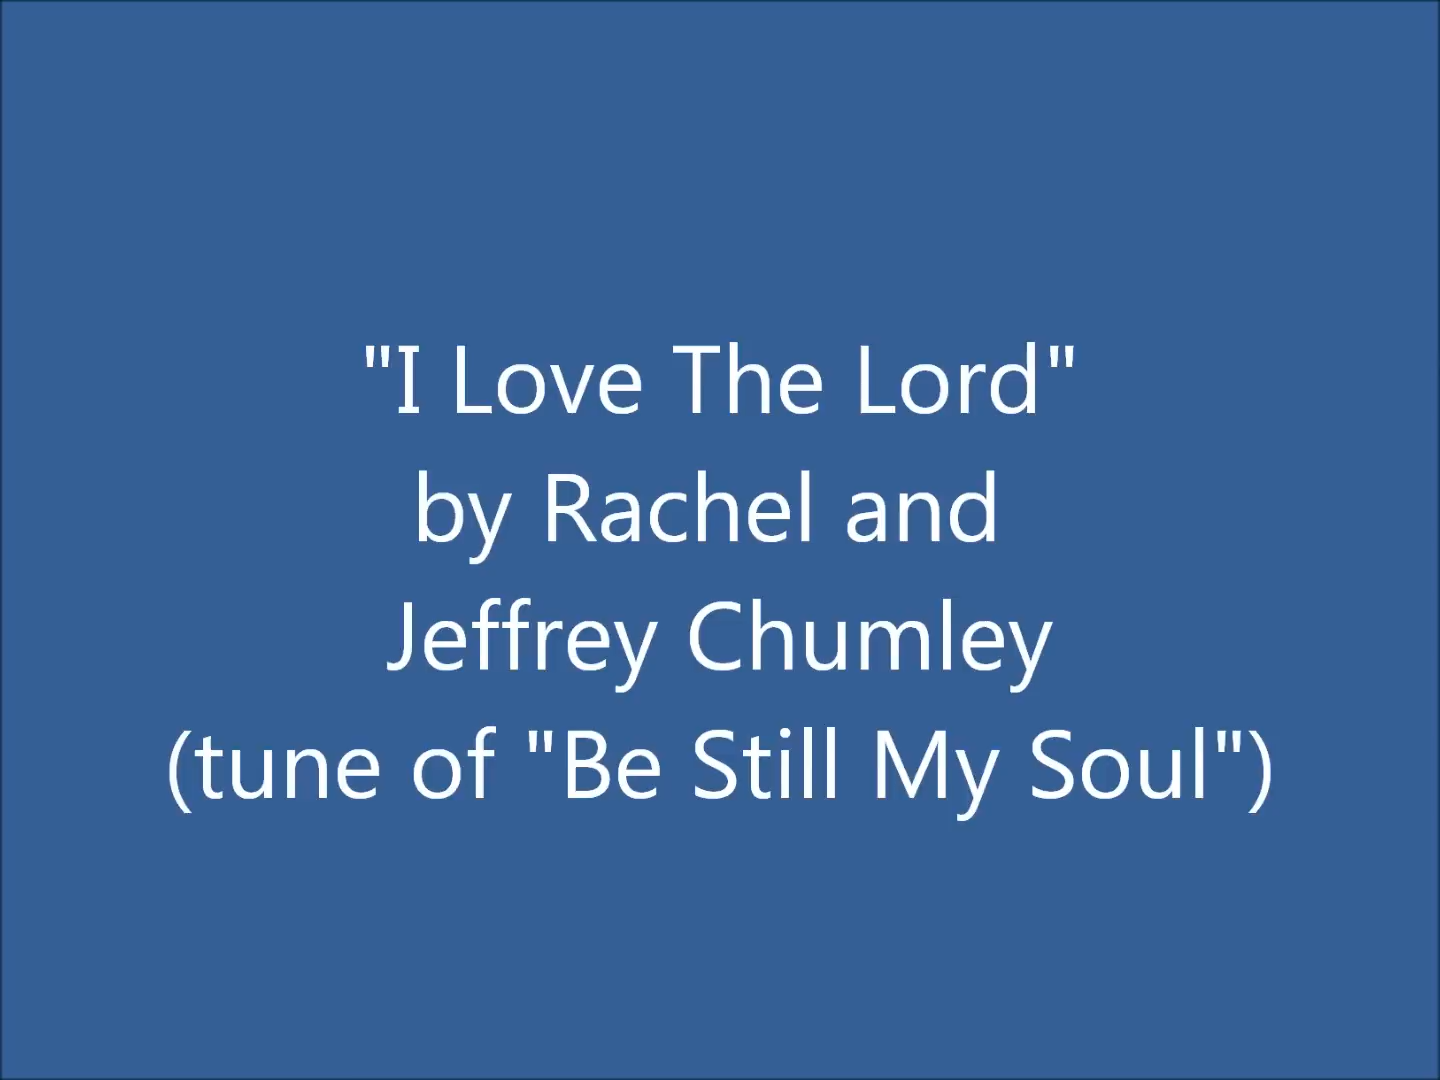 "I Love The Lord"
by Rachel and
Jeffrey Chumley
(tune of "Be Still My Soul")